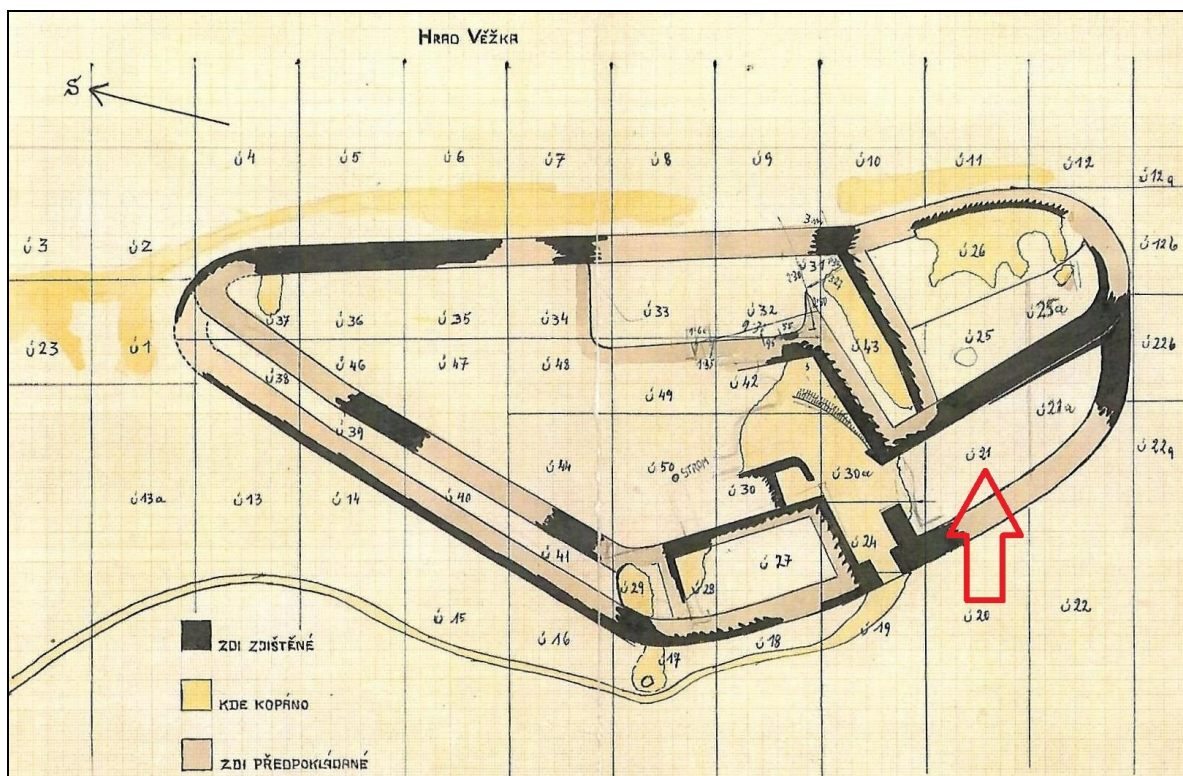 HRAD VĚŽKA
S
ú4 ú5 ú6 ú7 ú8 ú9 ú10 ú11 ú12
ú12a
ú3 ú2
ú12b
ú26
ú31
ú37 ú36 ú35 ú34 ú33 ú32
ú25a
ú25
ú23 ú1
ú43
ú22b
ú38 ú46 ú47 ú48
ú42
ú49
ú21a
ú39
ú21
ú22a
ú44 ú50 STROM
ú30 ú30a
ú13a ú13 ú14 ú40
ú41
ú24
ú27
ú29 ú28
ú15 ú16
ú17 ú18 ú19 ú20 ú22
ZDI ZJIŠTĚNÉ
KDE KOPÁNO
ZDI PŘEDPOKLÁDANÉ